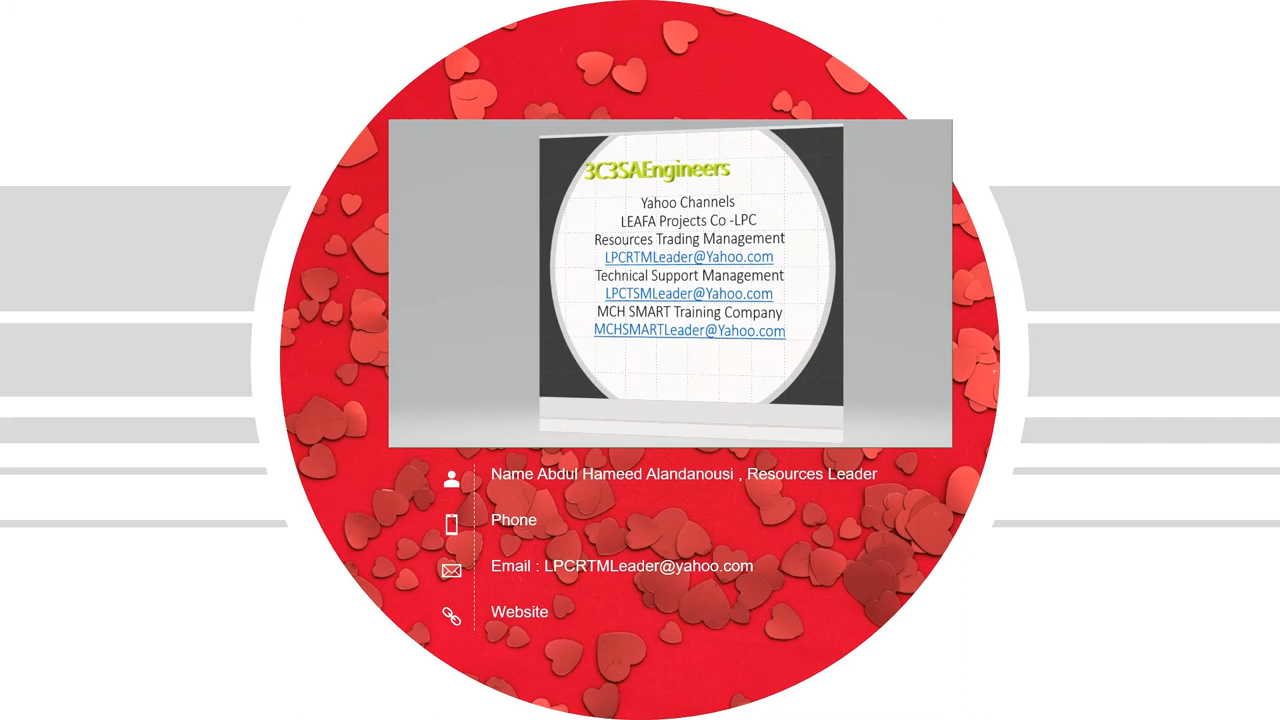 3C3SAEngineers
Yahoo Channels
LEAFA Projects Co -LPC
Resources Trading Management
LPCRTMLeader@Yahoo.com
Technical Support Management
LPCTSMLeader@Yahoo.com
MCH SMART Training Company
MCHSMARTLeader@Yahoo.com
Name Abdul Hameed Alandanousi , Resources Leader
Phone
Email : LPCRTMLeader@yahoo.com
Website